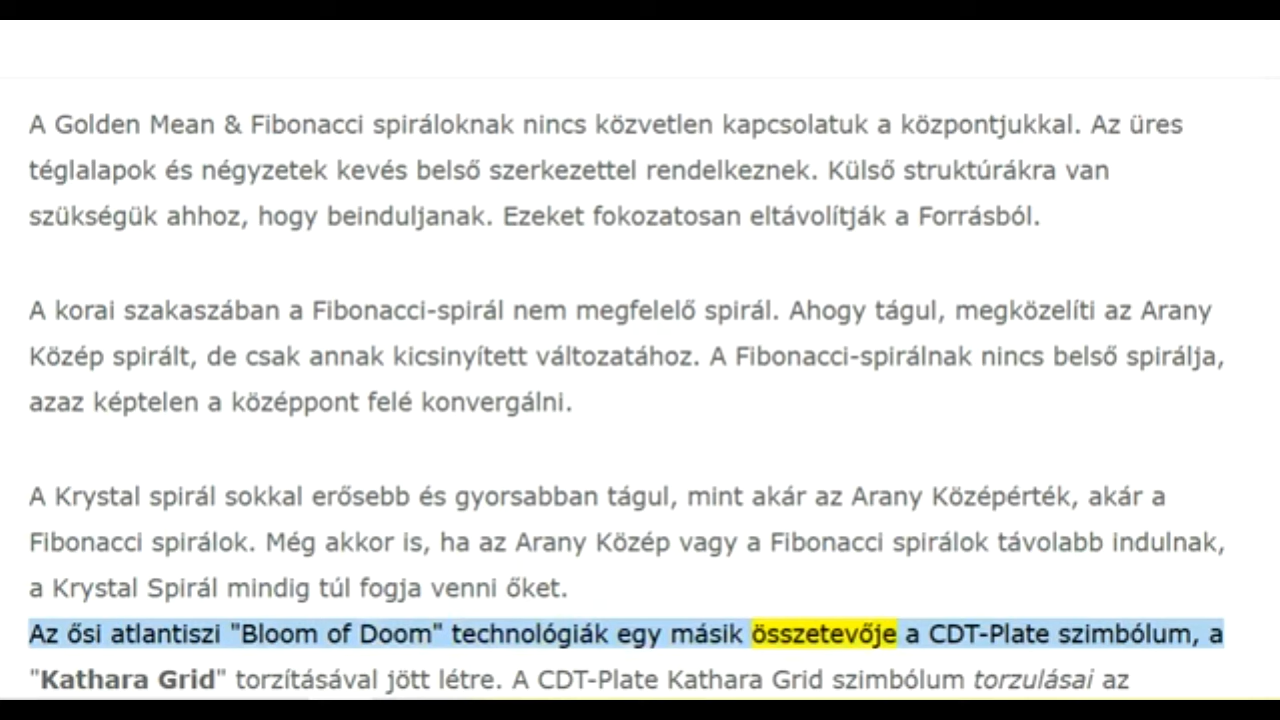 A Golden Mean & Fibonacci spiráloknak nincs közvetlen kapcsolatuk a központjukkal. Az üres
téglalapok és négyzetek kevés belső szerkezettel rendelkeznek. Külső struktúrákra van
szükségük ahhoz, hogy beinduljanak. Ezeket fokozatosan eltávolítják a Forrásból.
A korai szakaszában a Fibonacci-spirál nem megfelelő spirál. Ahogy tágul, megközelíti az Arany
Közép spirált, de csak annak kicsinyített változatához. A Fibonacci-spirálnak nincs belső spirálja,
azaz képtelen a középpont felé konvergálni.
A Krystal spirál sokkal erősebb és gyorsabban tágul, mint akár az Arany Középérték, akár a
Fibonacci spirálok. Még akkor is, ha az Arany Közép vagy a Fibonacci spirálok távolabb indulnak,
a Krystal Spirál mindig túl fogja venni őket.
Az ősi atlantiszi "Bloom of Doom" technológiák egy másik összetevője a CDT-Plate szimbólum, a
"Kathara Grid" torzításával jött létre. A CDT-Plate Kathara Grid szimbólum torzulásai az